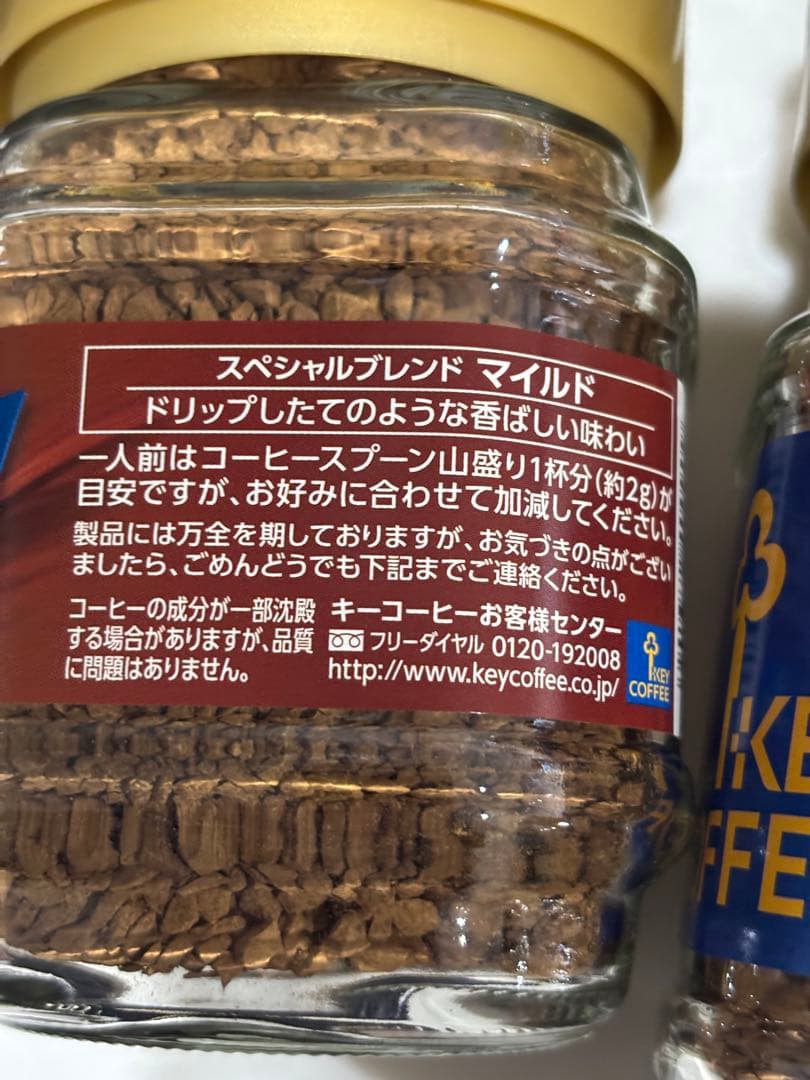 スペシャルブレンド マイルド
ドリップしたてのような香ばしい味わい
一人前はコーヒースプーン山盛り1杯分(約2g)が
目安ですが、お好みに合わせて加減してください。
製品には万全を期しておりますが、お気づきの点がござい
ましたら、ごめんどうでも下記までご連絡ください。
コーヒーの成分が一部沈殿
する場合がありますが、品質
に問題はありません。
キーコーヒーお客様センター
フリーダイヤル 0120-192008
http://www.keycoffee.co.jp/
KEY
COFFEE
KE
FFE